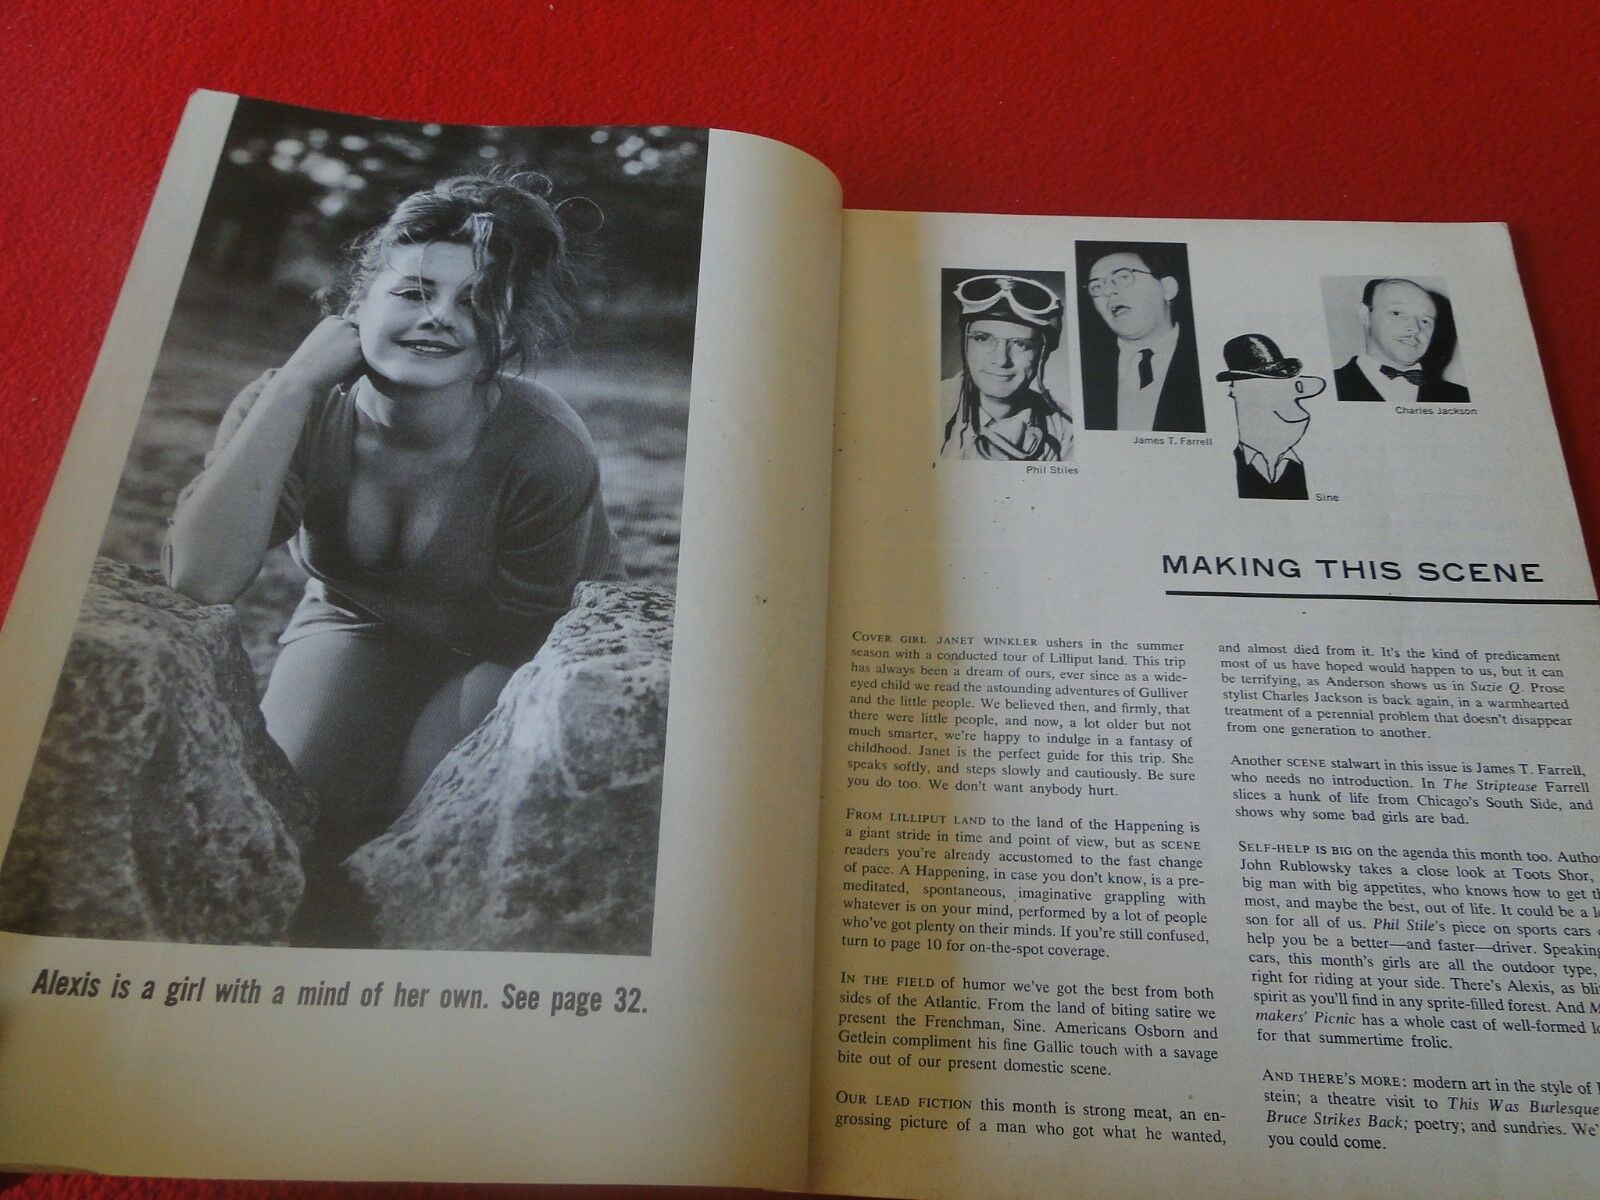 Alexis is a girl with a mind of her own. See page 32.
Phil Stiles
James T. Farrell
Sine
Charles Jackson
MAKING THIS SCENE
COVER GIRL JANET WINKLER ushers in the summer
season with a conducted tour of Lilliput land. This trip
has always been a dream of ours, ever since as a wide-
eyed child we read the astounding adventures of Gulliver
and the little people. We believed then, and firmly, that
there were little people, and now, a lot older but not
much smarter, we're happy to indulge in a fantasy of
childhood. Janet is the perfect guide for this trip. She
speaks softly, and steps slowly and cautiously. Be sure
you do too. We don't want anybody hurt.
FROM LILLIPUT LAND to the land of the Happening is
a giant stride in time and point of view, but as SCENE
readers you're already accustomed to the fast change
of pace. A Happening, in case you don't know, is a pre-
meditated, spontaneous, imaginative grappling with
whatever is on your mind, performed by a lot of people
who've got plenty on their minds. If you're still confused,
turn to page 10 for on-the-spot coverage.
IN THE FIELD of humor we've got the best from both
sides of the Atlantic. From the land of biting satire we
present the Frenchman, Sine. Americans Osborn and
Getlein compliment his fine Gallic touch with a savage
bite out of our present domestic scene.
OUR LEAD FICTION this month is strong meat, an en-
grossing picture of a man who got what he wanted,
and almost died from it. It's the kind of predicament
most of us have hoped would happen to us, but it can
be terrifying, as Anderson shows us in Suzie Q. Prose
stylist Charles Jackson is back again, in a warmhearted
treatment of a perennial problem that doesn't disappear
from one generation to another.
Another SCENE stalwart in this issue is James T. Farrell,
who needs no introduction. In The Striptease Farrell
slices a hunk of life from Chicago's South Side, and
shows why some bad girls are bad.
SELF-HELP IS BIG on the agenda this month too. Autho
John Rublowsky takes a close look at Toots Shor,
big man with big appetites, who knows how to get th
most, and maybe the best, out of life. It could be a le
son for all of us. Phil Stile's piece on sports cars
help you be a better—and faster—driver. Speaking
cars, this month's girls are all the outdoor type,
right for riding at your side. There's Alexis, as bli
spirit as you'll find in any sprite-filled forest. And M
makers' Picnic has a whole cast of well-formed lo
for that summertime frolic.
AND THERE'S MORE: modern art in the style of
stein; a theatre visit to This Was Burlesque
Bruce Strikes Back; poetry; and sundries. We'
you could come.